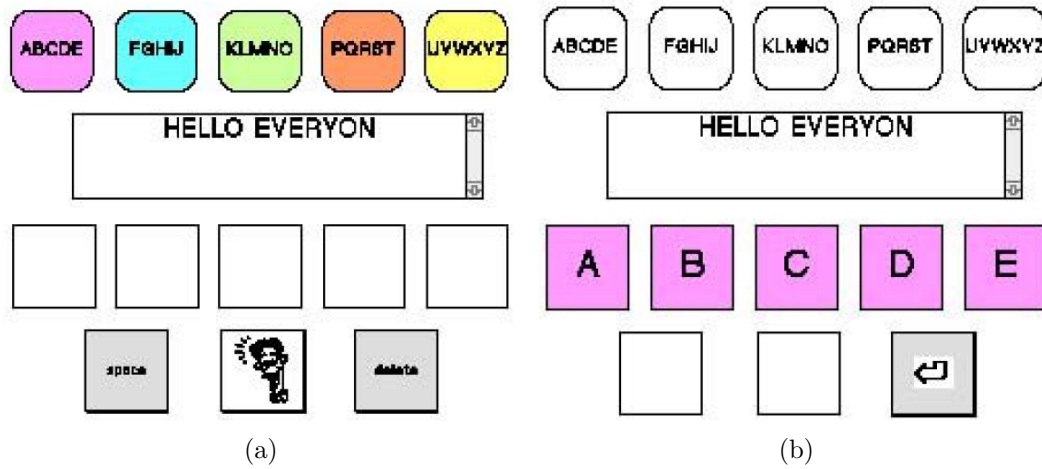 ABCDE FGHIJ KLMNO PQRST UVWXYZ
HELLO EVERYON
space delete
(a)
ABCDE FGHIJ KLMNO PQRST UVWXYZ
HELLO EVERYON
A B C D E
(b)